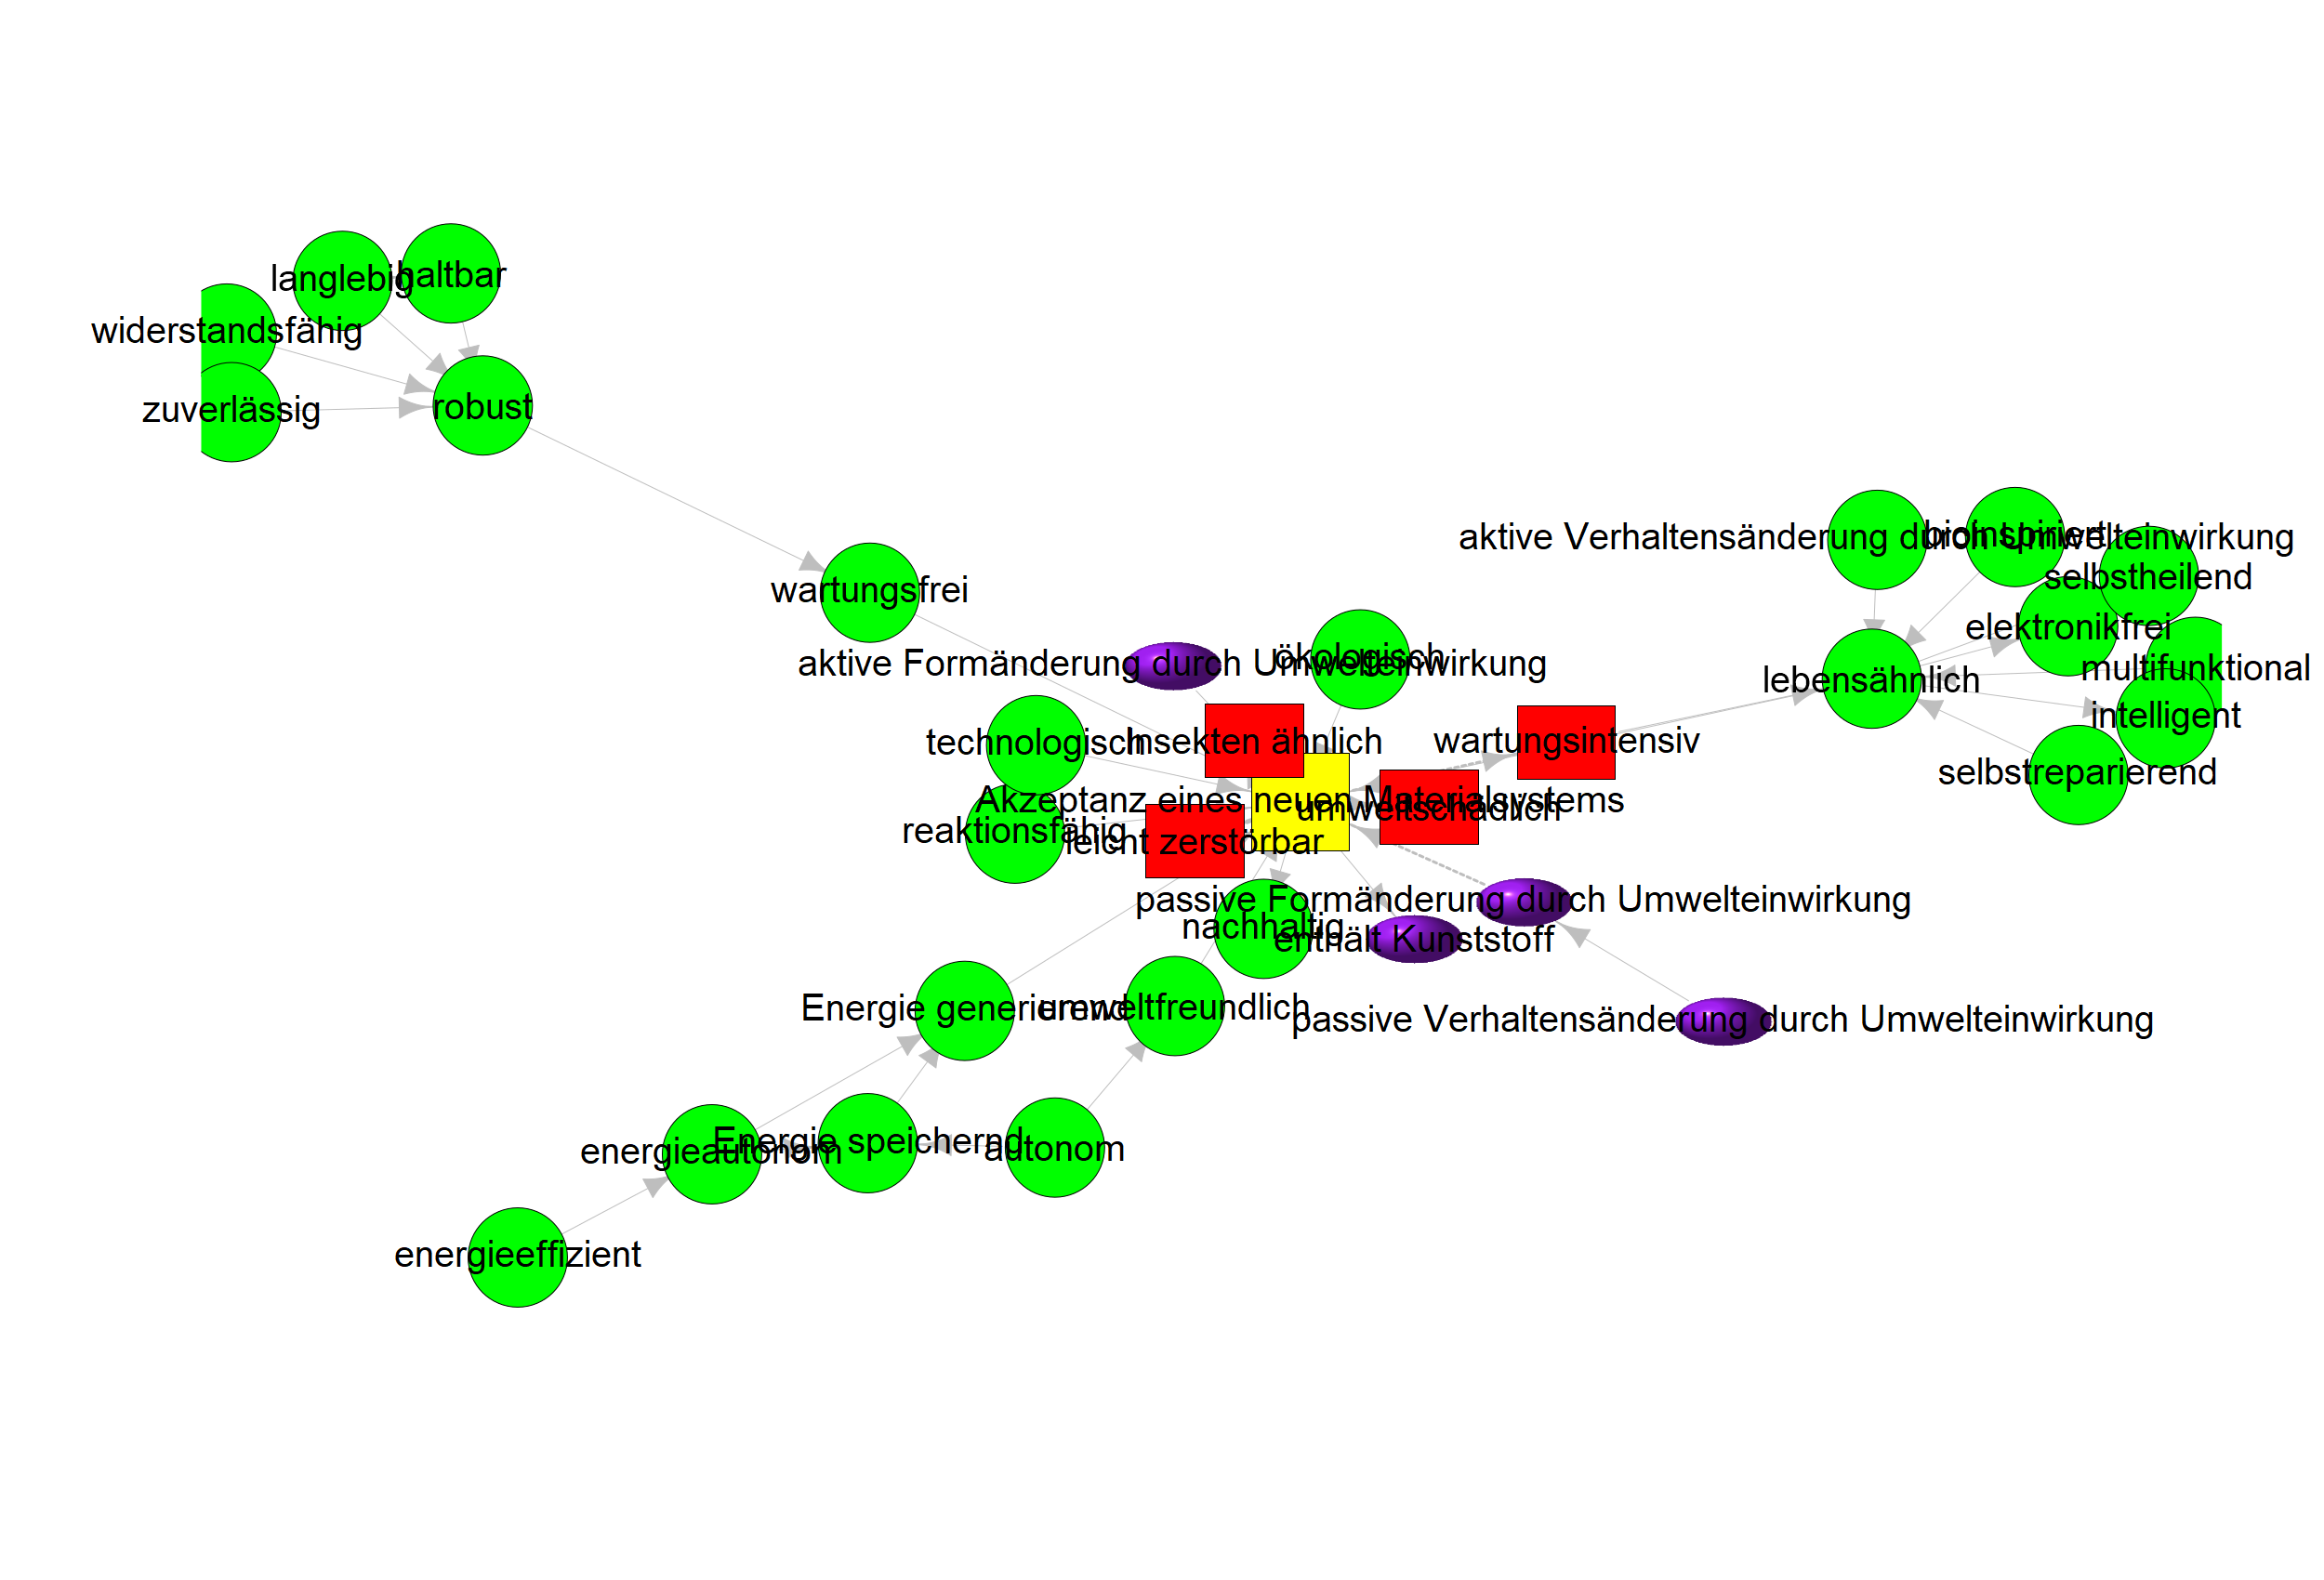 haltbar
langlebig
widerstandsfähig
zuverlässig
robust
aktive Verhaltensänderung durch Umwelteinwirkung
bioinspiriert
selbstheilend
wartungsfrei
elektronikfrei
ökologisch
aktive Formänderung durch Umwelteinwirkung
multifunktional
lebensähnlich
intelligent
technologisch
Insekten ähnlich
wartungsintensiv
selbstreparierend
Akzeptanz eines neuen Materialsystems
umweltschädlich
reaktionsfähig
leicht zerstörbar
passive Formänderung durch Umwelteinwirkung
nachhaltig
enthält Kunststoff
Energie generierend
umweltfreundlich
passive Verhaltensänderung durch Umwelteinwirkung
energieautonom
Energie speichernd
autonom
energieeffizient